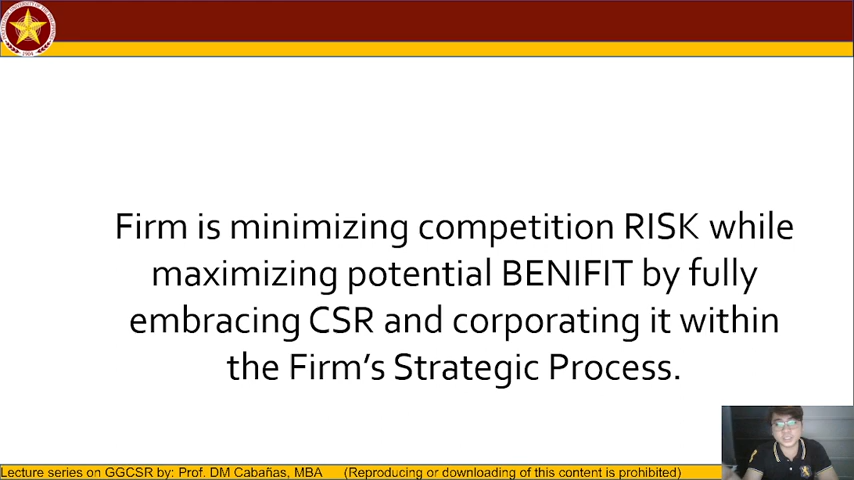 Firm is minimizing competition RISK while
maximizing potential BENIFIT by fully
embracing CSR and corporating it within
the Firm's Strategic Process.
Lecture series on GGCSR by: Prof. DM Cabañas, MBA (Reproducing or downloading of this content is prohibited)